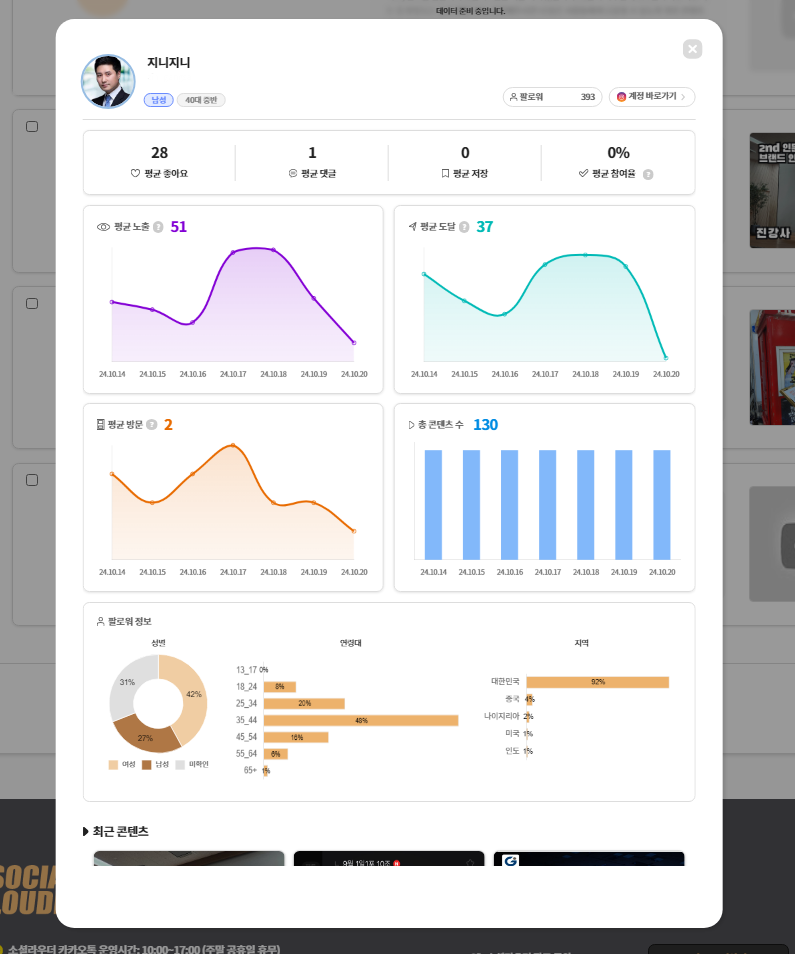 데이터 준비 중입니다.
지니지니
남성 40대 중반
팔로워 393 계정 바로가기
28 1 0 0%
평균 좋아요 평균 댓글 평균 저장 평균 참여율 ?
평균 노출 ? 51
24.10.14 24.10.15 24.10.16 24.10.17 24.10.18 24.10.19 24.10.20
평균 도달 ? 37
24.10.14 24.10.15 24.10.16 24.10.17 24.10.18 24.10.19 24.10.20
평균 방문 ? 2
24.10.14 24.10.15 24.10.16 24.10.17 24.10.18 24.10.19 24.10.20
총 콘텐츠 수 130
24.10.14 24.10.15 24.10.16 24.10.17 24.10.18 24.10.19 24.10.20
팔로워 정보
성별
31%
42%
27%
여성 남성 미확인
연령대
13_17 0%
18_24 8%
25_34 20%
35_44 48%
45_54 16%
55_64 6%
65+ 1%
지역
대한민국 92%
중국 4%
나이지리아 2%
미국 1%
인도 1%
최근 콘텐츠
9월 1일1포 10조
2nd
진강사
SOCIA
LOUD
소셜라우더 카카오톡 운영시간: 10:00~17:00 (주말 공휴일 휴무)